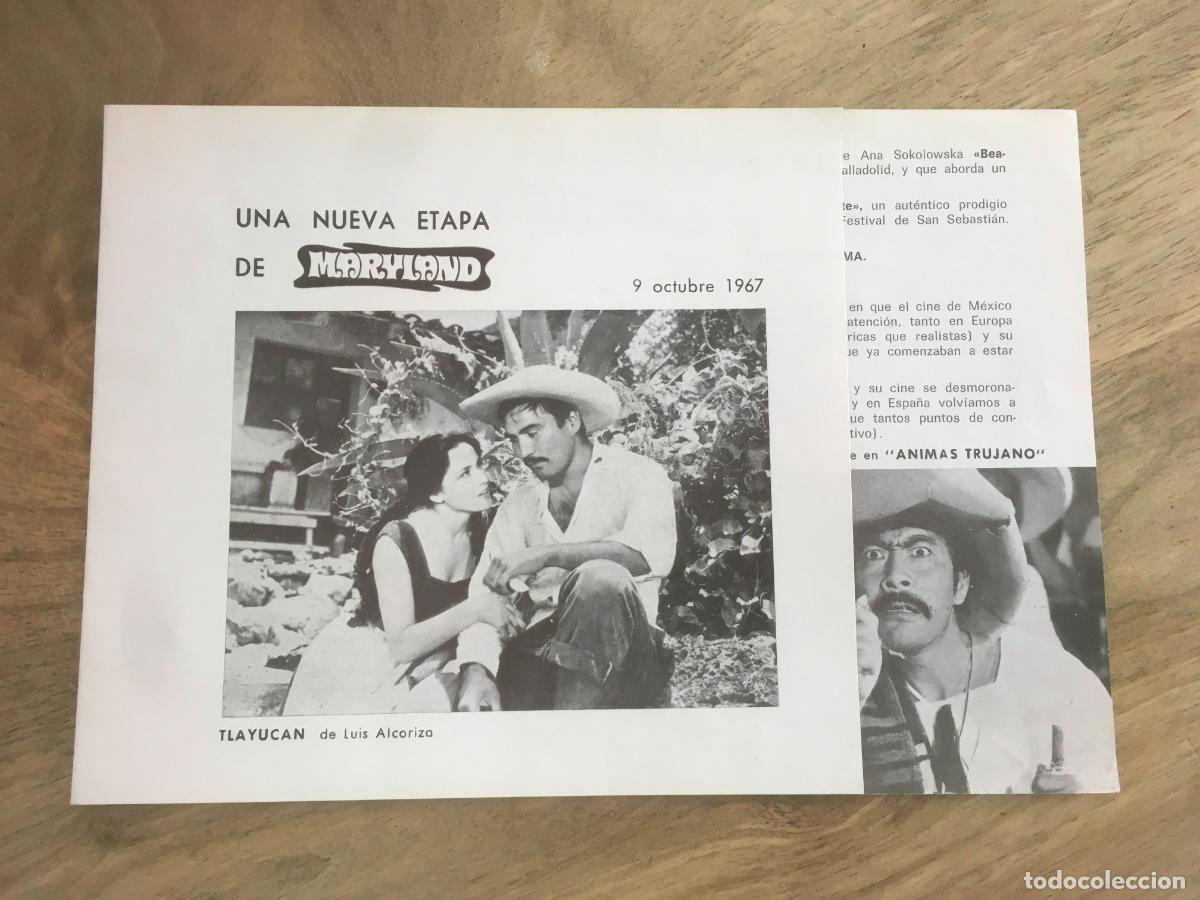 UNA NUEVA ETAPA
DE MARYLAND
9 octubre 1967
TLAYUCAN de Luis Alcoriza
e Ana Sokolowska «Bea-
alladolid, y que aborda un
te», un auténtico prodigio
Festival de San Sebastián.
MA.
en que el cine de México
atención, tanto en Europa
ricas que realistas) y su
ue ya comenzaban a estar
y su cine se desmorona-
y en España volvíamos a
ue tantos puntos de con-
tivo).
e en "ANIMAS TRUJANO"
todocoleccion